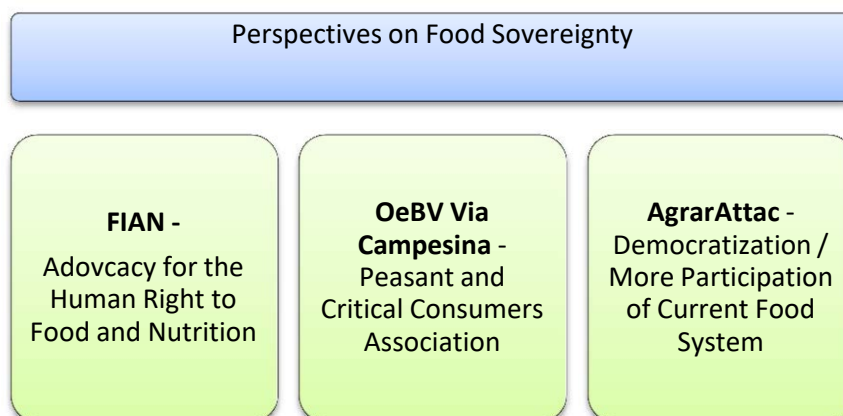 Perspectives on Food Sovereignty
FIAN -
Adovcacy for the
Human Right to
Food and Nutrition
OeBV Via
Campesina -
Peasant and
Critical Consumers
Association
AgrarAttac -
Democratization /
More Participation
of Current Food
System